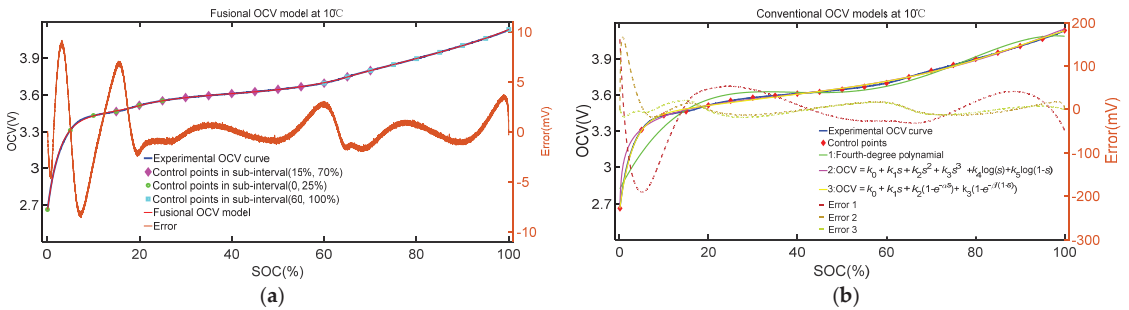 Fusional OCV model at 10℃
OCV(V)
3.9
3.6
3.3
3
2.7
10
5
0
-5
-10
Error(mV)
Experimental OCV curve
Control points in sub-interval(15%, 70%)
Control points in sub-interval(0, 25%)
Control points in sub-interval(60, 100%)
Fusional OCV model
Error
0 20 40 60 80 100
SOC(%)
(a)
Conventional OCV models at 10℃
OCV(V)
3.9
3.6
3.3
3
2.7
200
100
0
-100
-200
-300
Error(mV)
Experimental OCV curve
Control points
1:Fourth-degree polynamial
2:OCV = k₀ + k₁s + k₂s² + k₃s³ +k₄log(s)+k₅log(1-s)
3:OCV = k₀ + k₁s + k₂(1-e^-αs)+ k₃(1-e^-β(1-s))
Error 1
Error 2
Error 3
0 20 40 60 80 100
SOC(%)
(b)